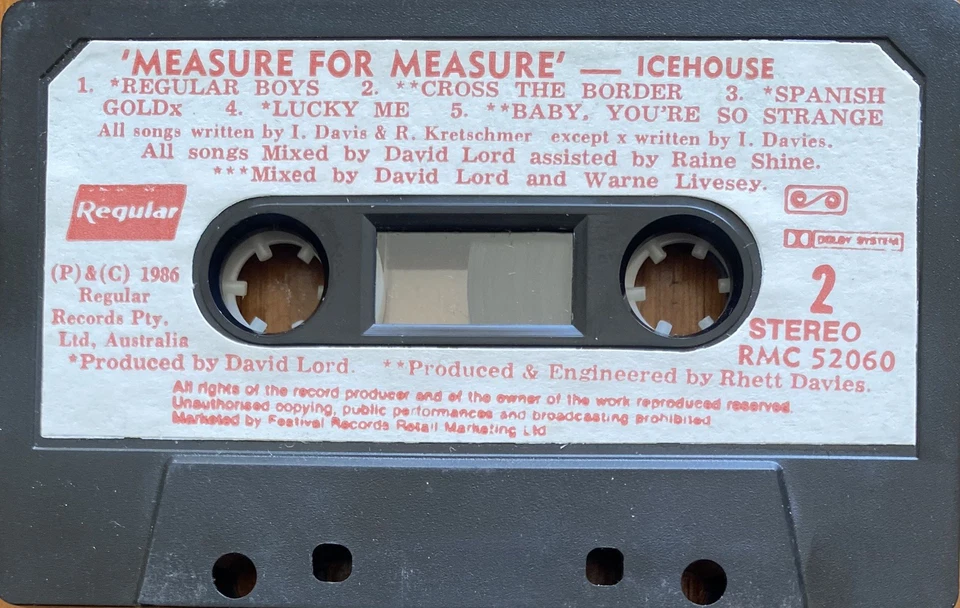 'MEASURE FOR MEASURE' — ICEHOUSE
1. *REGULAR BOYS 2. **CROSS THE BORDER 3. *SPANISH
GOLDx 4. *LUCKY ME 5. **BABY, YOU'RE SO STRANGE
All songs written by I. Davis & R. Kretschmer except x written by I. Davies.
All songs Mixed by David Lord assisted by Raine Shine.
***Mixed by David Lord and Warne Livesey.
Regular
DOLBY SYSTEM
(P)&(C) 1986
Regular
Records Pty.
Ltd, Australia
2
STEREO
RMC 52060
*Produced by David Lord. **Produced & Engineered by Rhett Davies.
All rights of the record producer and of the owner of the work reproduced reserved.
Unauthorised copying, public performances and broadcasting prohibited
Marketed by Festival Records Retail Marketing Ltd